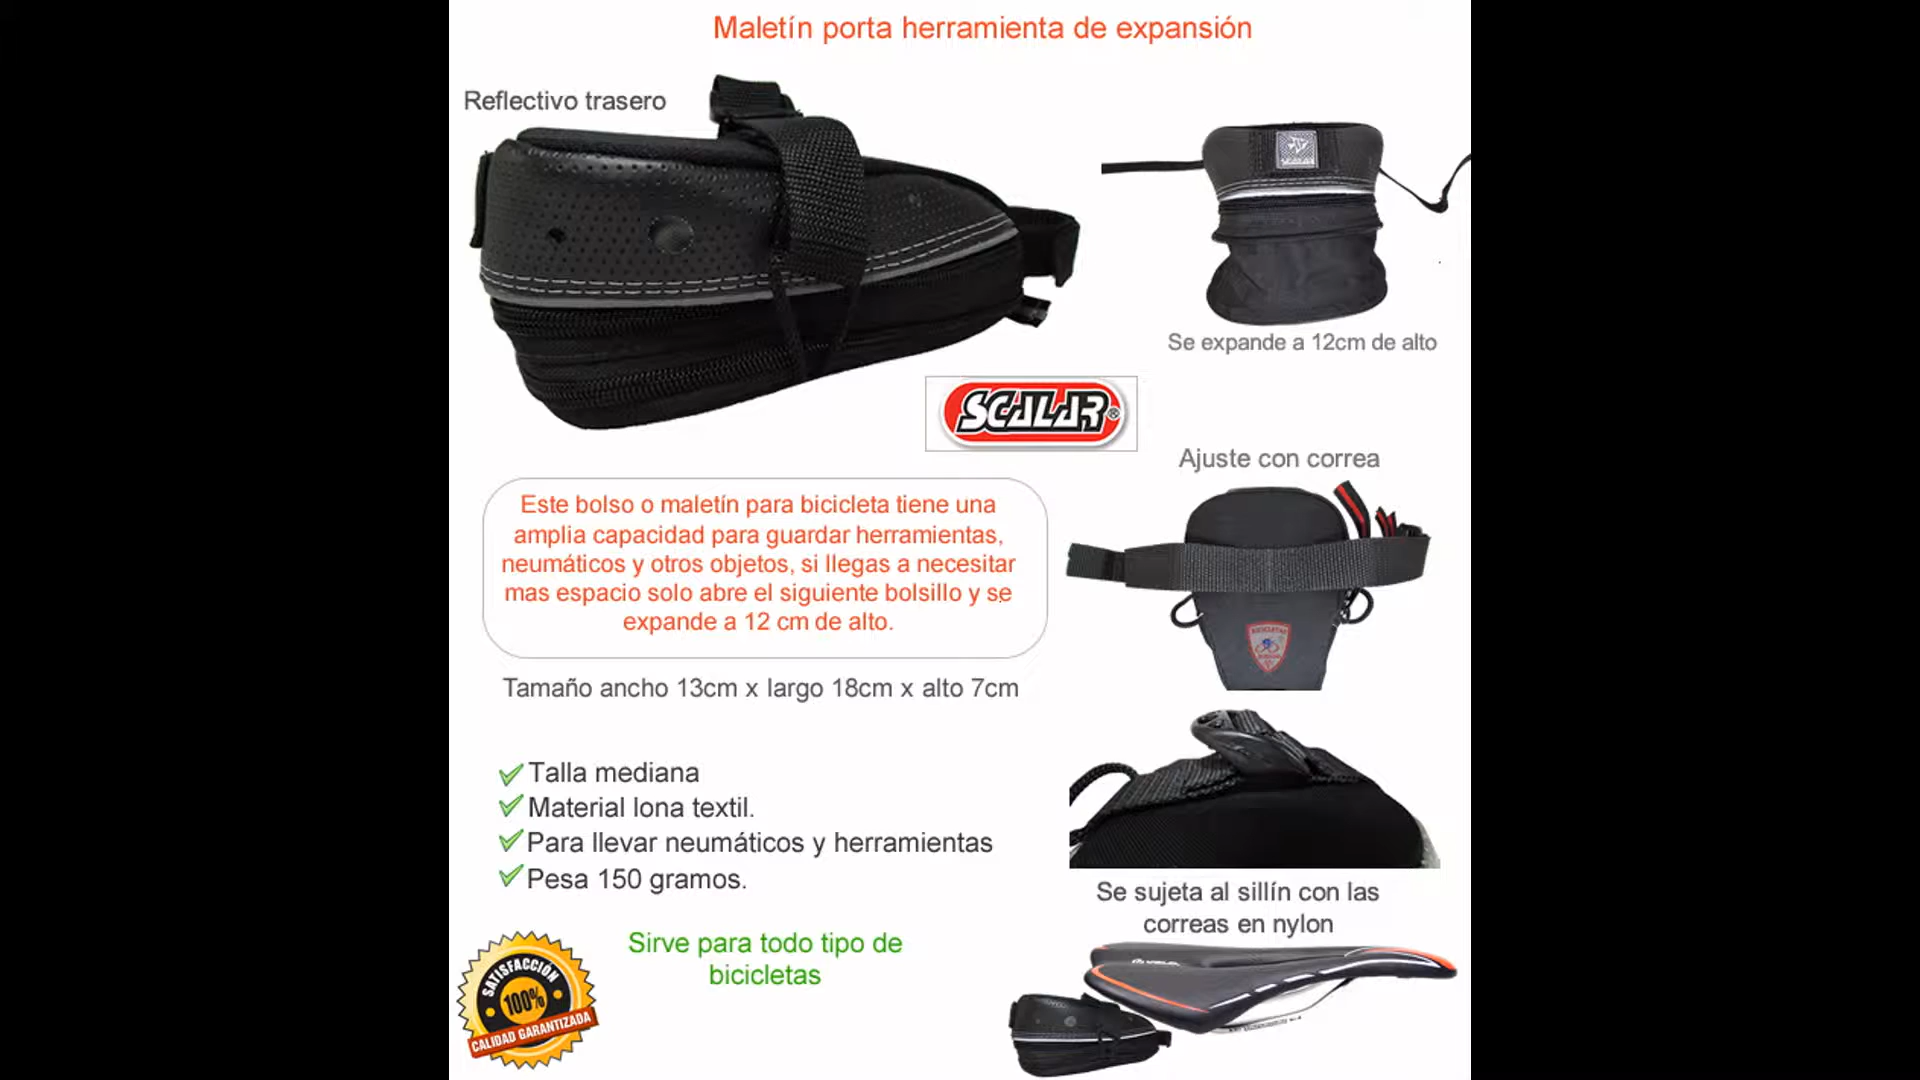 Maletín porta herramienta de expansión
Reflectivo trasero
SCALAR
Se expande a 12cm de alto
SCALAR®
Ajuste con correa
Este bolso o maletín para bicicleta tiene una
amplia capacidad para guardar herramientas,
neumáticos y otros objetos, si llegas a necesitar
mas espacio solo abre el siguiente bolsillo y se
expande a 12 cm de alto.
BICICLETAS
Tamaño ancho 13cm x largo 18cm x alto 7cm
Talla mediana
Material lona textil.
Para llevar neumáticos y herramientas
Pesa 150 gramos.
Se sujeta al sillín con las
correas en nylon
Sirve para todo tipo de
bicicletas
SATISFACCIÓN
100%
CALIDAD GARANTIZADA